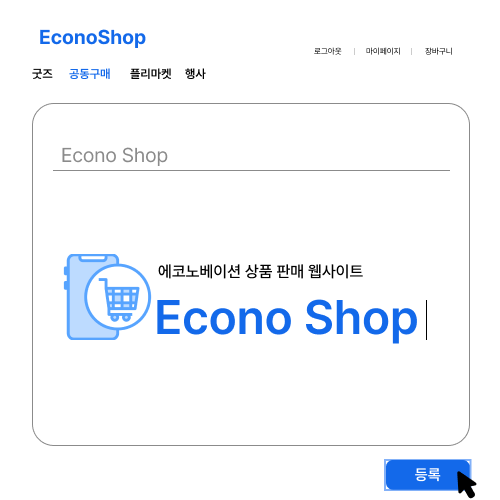 EconoShop
로그아웃 | 마이페이지 | 장바구니
굿즈 공동구매 플리마켓 행사
Econo Shop
에코노베이션 상품 판매 웹사이트
Econo Shop
등록